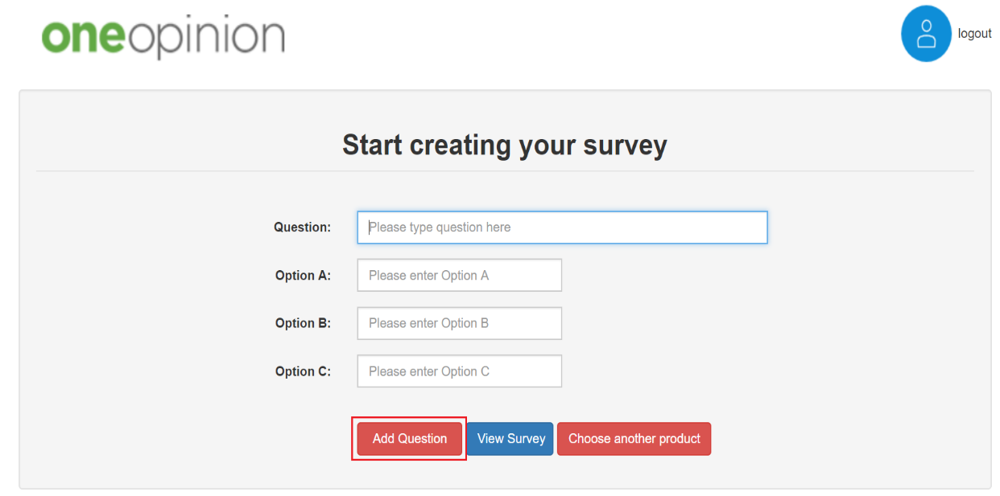 oneopinion
logout
Start creating your survey
Question: Please type question here
Option A: Please enter Option A
Option B: Please enter Option B
Option C: Please enter Option C
Add Question View Survey Choose another product